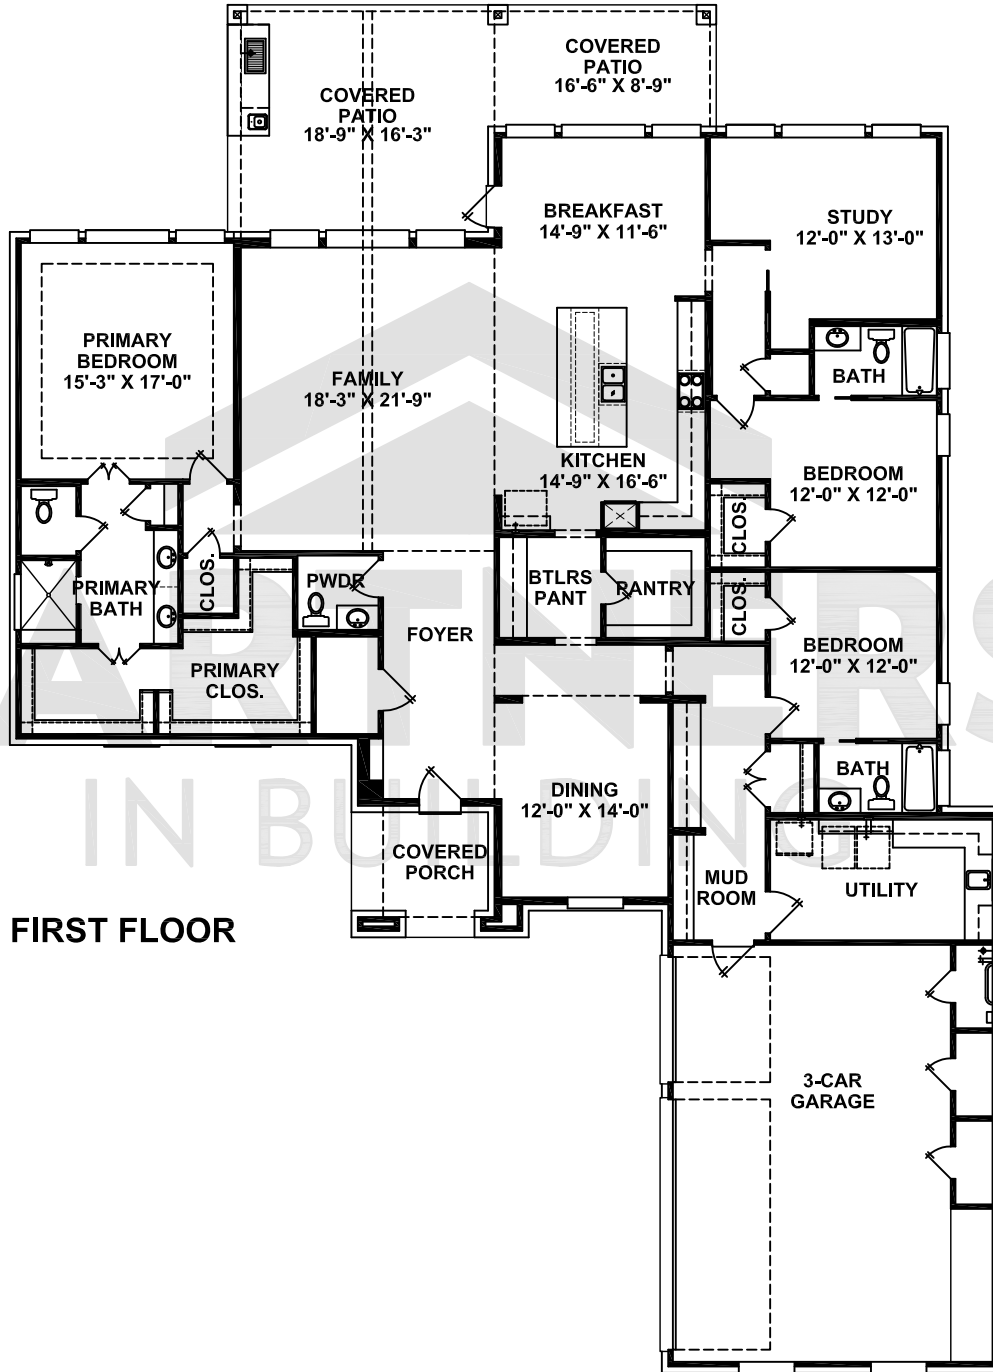 COVERED
PATIO
16'-6" X 8'-9"
COVERED
PATIO
18'-9" X 16'-3"
BREAKFAST
14'-9" X 11'-6"
STUDY
12'-0" X 13'-0"
PRIMARY
BEDROOM
15'-3" X 17'-0"
FAMILY
18'-3" X 21'-9"
BATH
KITCHEN
14'-9" X 16'-6"
BEDROOM
12'-0" X 12'-0"
CLOS.
PRIMARY
BATH
CLOS.
PWDR
BTLRS
PANT
PANTRY
CLOS.
FOYER
BEDROOM
12'-0" X 12'-0"
PRIMARY
CLOS.
BATH
DINING
12'-0" X 14'-0"
COVERED
PORCH
MUD
ROOM
UTILITY
FIRST FLOOR
3-CAR
GARAGE
ARTNERS
IN BUILDING